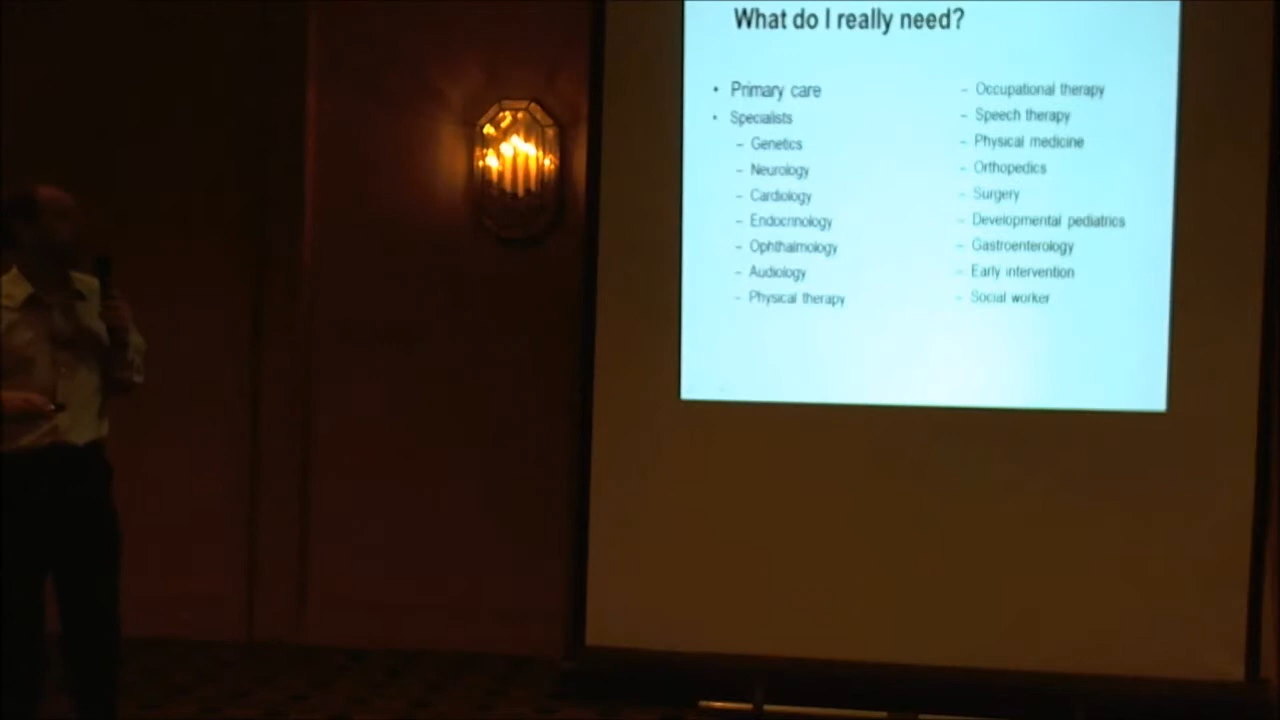 What do I really need?
• Primary care
• Specialists
– Genetics
– Neurology
– Cardiology
– Endocrinology
– Ophthalmology
– Audiology
– Physical therapy
– Occupational therapy
– Speech therapy
– Physical medicine
– Orthopedics
– Surgery
– Developmental pediatrics
– Gastroenterology
– Early intervention
– Social worker